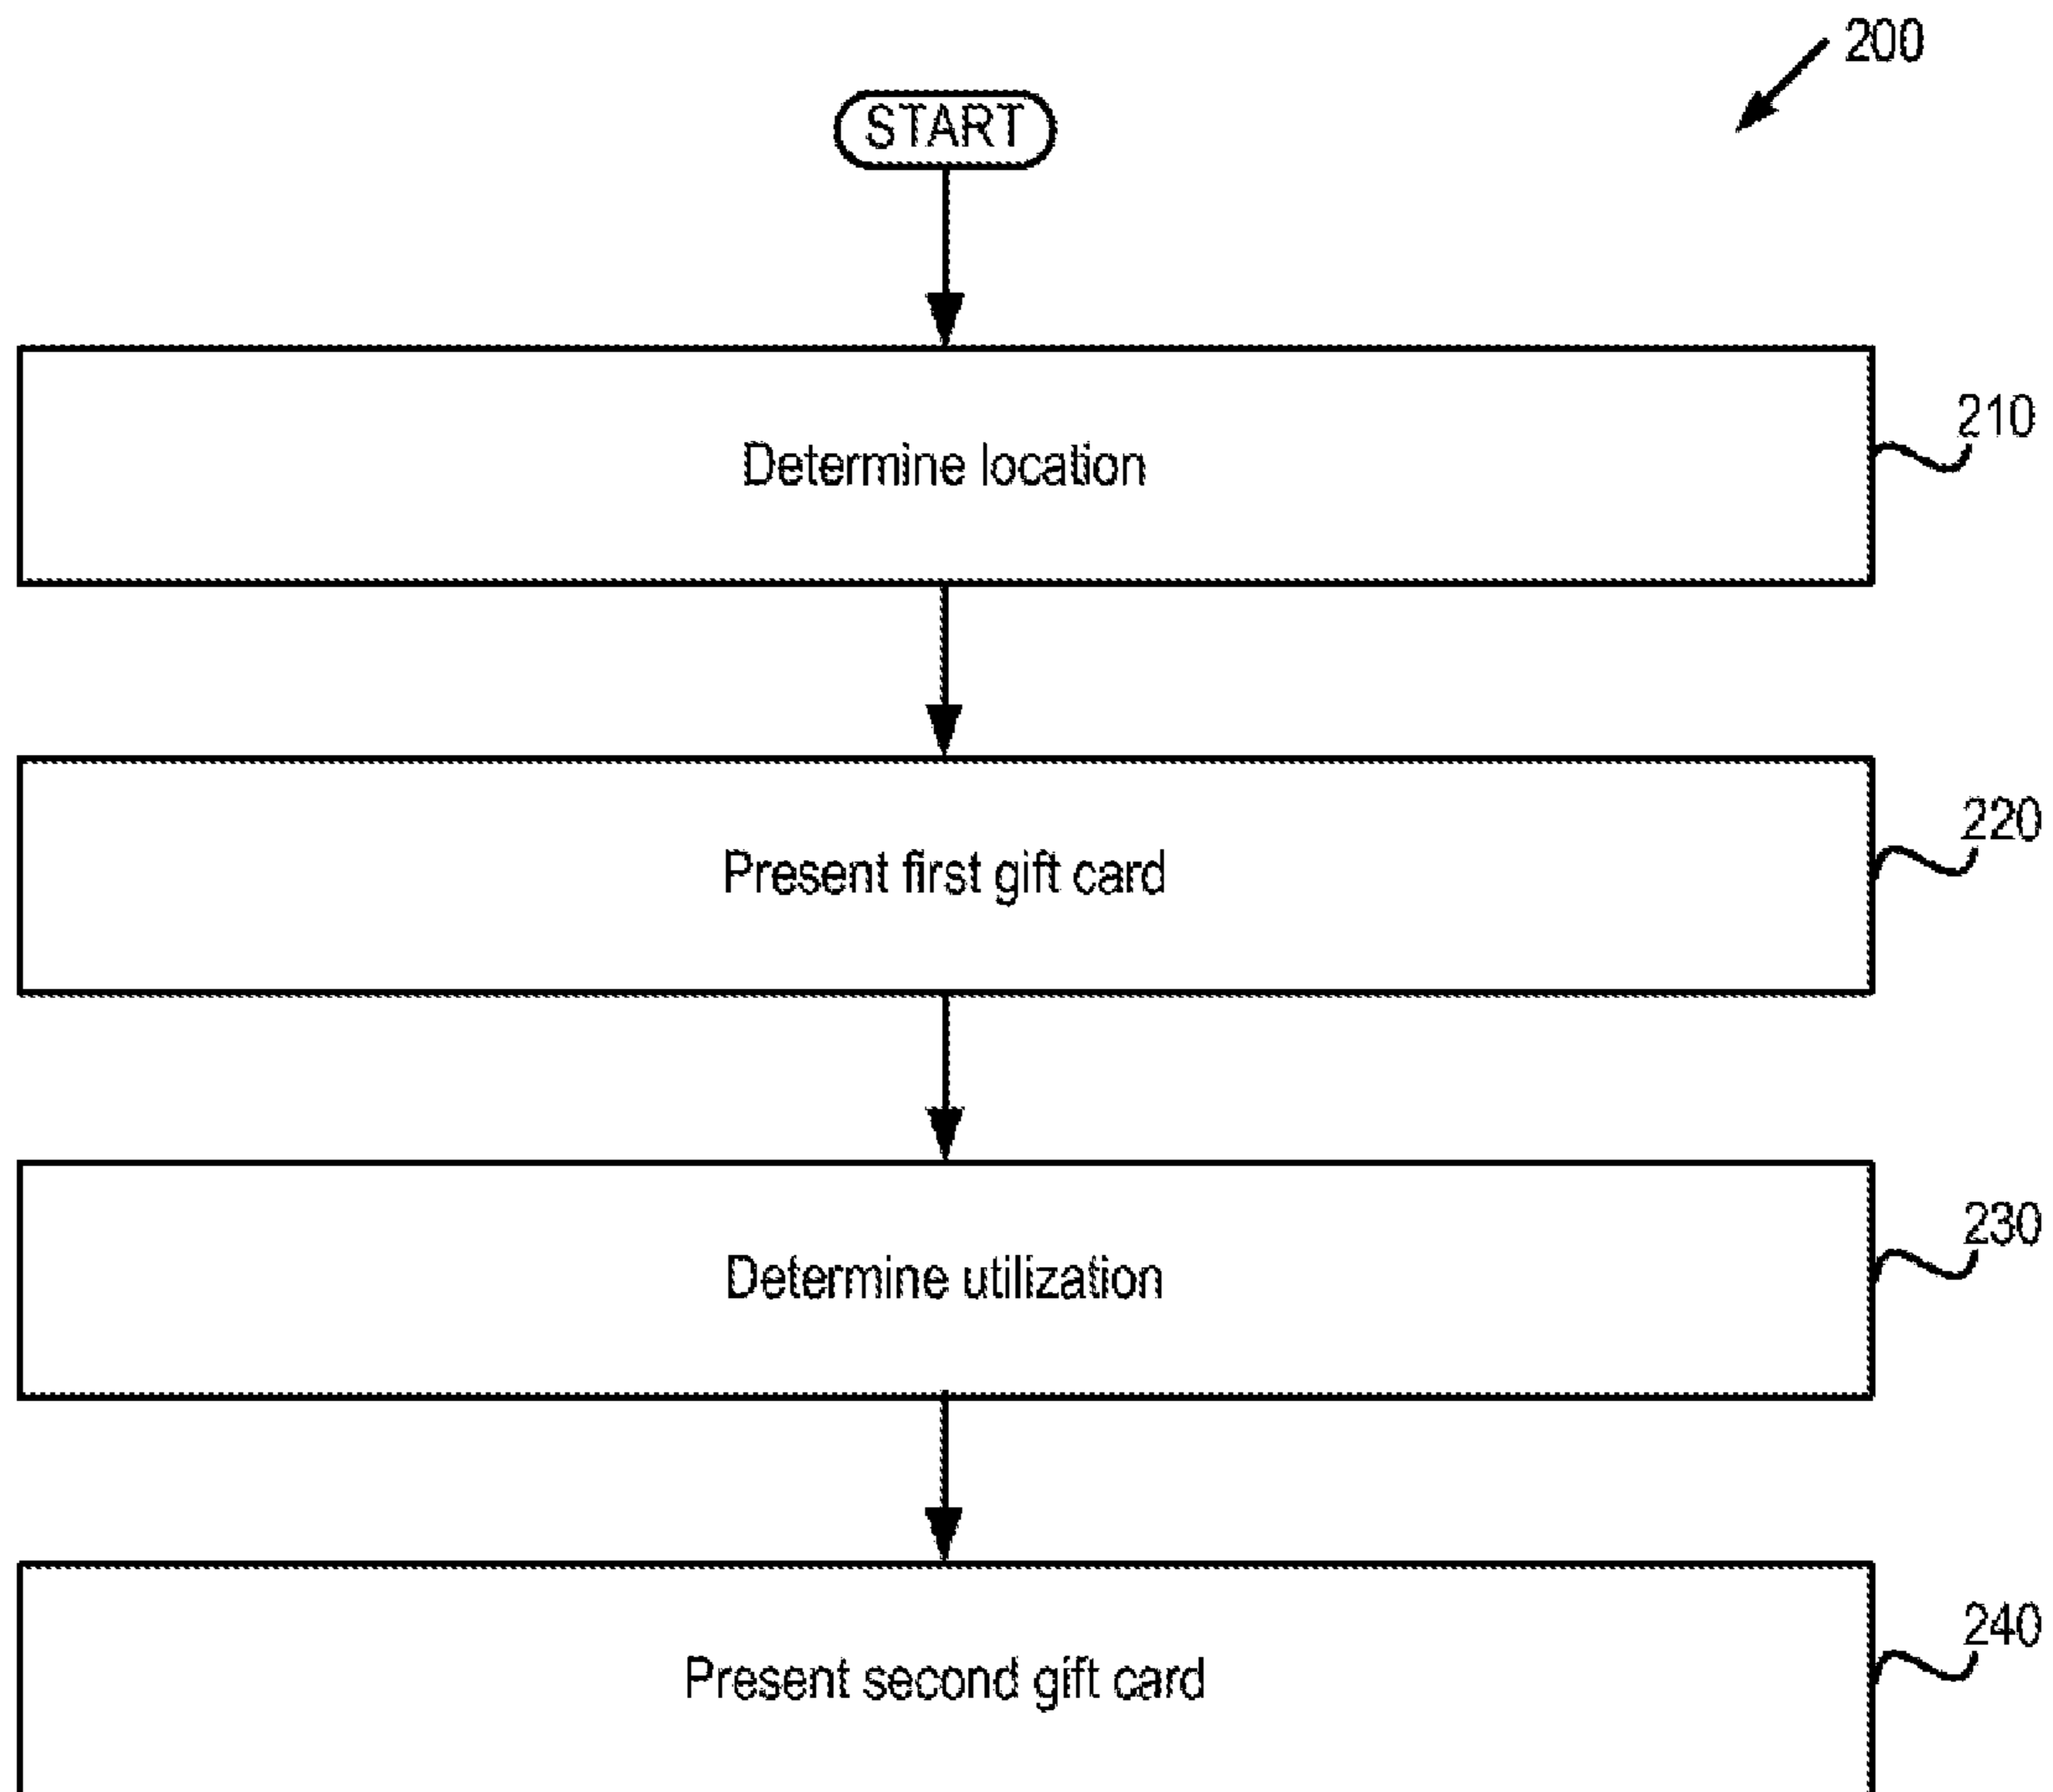 200
START
Determine location
210
Present first gift card
220
Determine utilization
230
Present second gift card
240